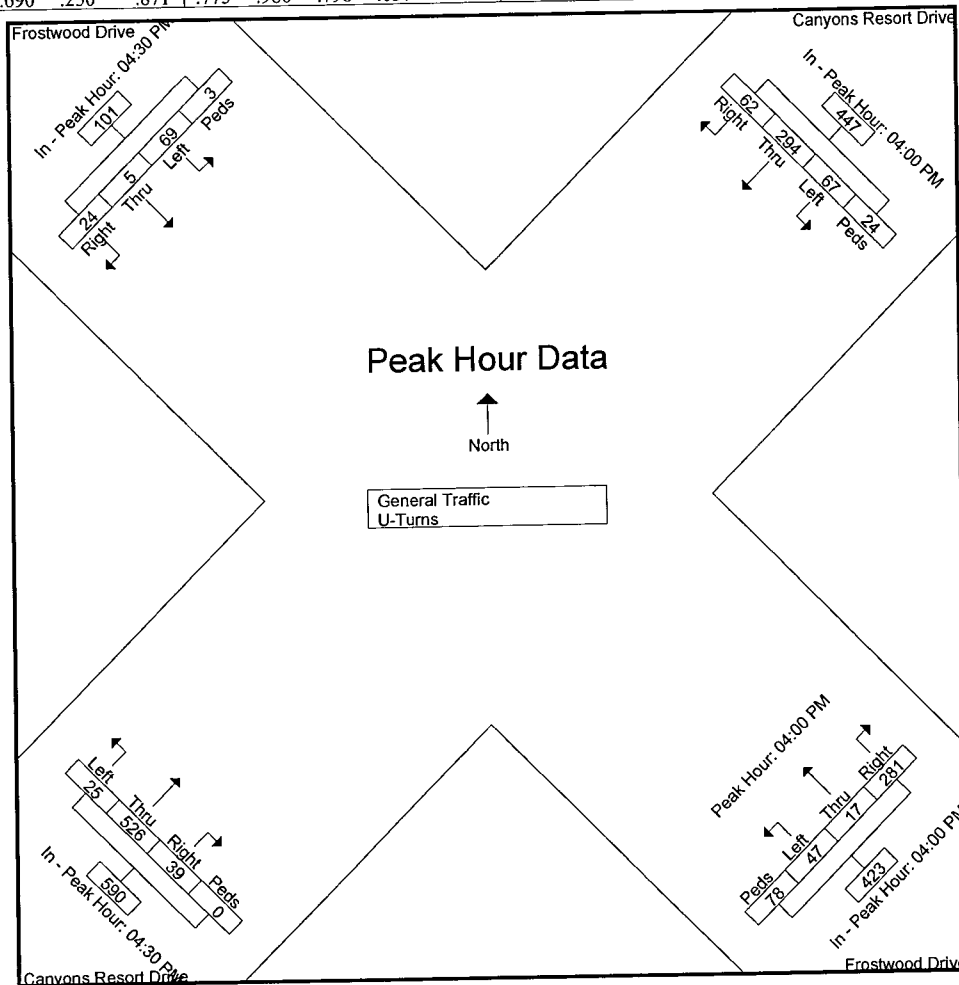 .690 .250 .871 .775
Frostwood Drive
Canyons Resort Drive
In - Peak Hour: 04:30 PM
101
3
69
5
24
Peds
Left
Thru
Right
In - Peak Hour: 04:00 PM
447
62
294
67
24
Right
Thru
Left
Peds
Peak Hour Data
North
General Traffic
U-Turns
Left
Thru
Right
Peds
25
526
39
0
590
In - Peak Hour: 04:30 PM
Canyons Resort Drive
Peak Hour: 04:00 PM
Right
Thru
Left
Peds
281
17
47
78
423
In - Peak Hour: 04:00 PM
Frostwood Drive